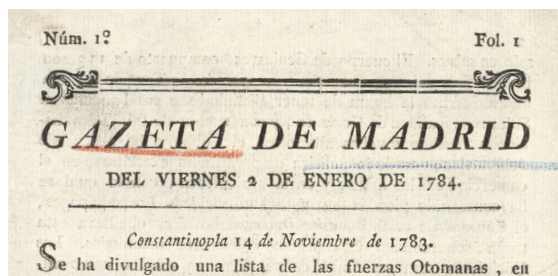 Núm. 1º Fol. 1
GAZETA DE MADRID
DEL VIERNES 2 DE ENERO DE 1784.
Constantinopla 14 de Noviembre de 1783.
Se ha divulgado una lista de las fuerzas Otomanas, en